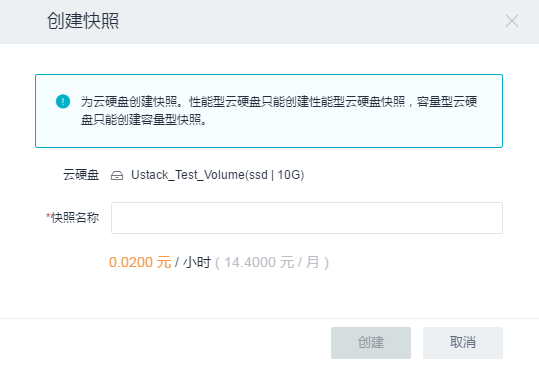 创建快照
为云硬盘创建快照。性能型云硬盘只能创建性能型云硬盘快照，容量型云硬
盘只能创建容量型快照。
云硬盘 Ustack_Test_Volume(ssd | 10G)
*快照名称
0.0200 元 / 小时 ( 14.4000 元 / 月 )
创建 取消